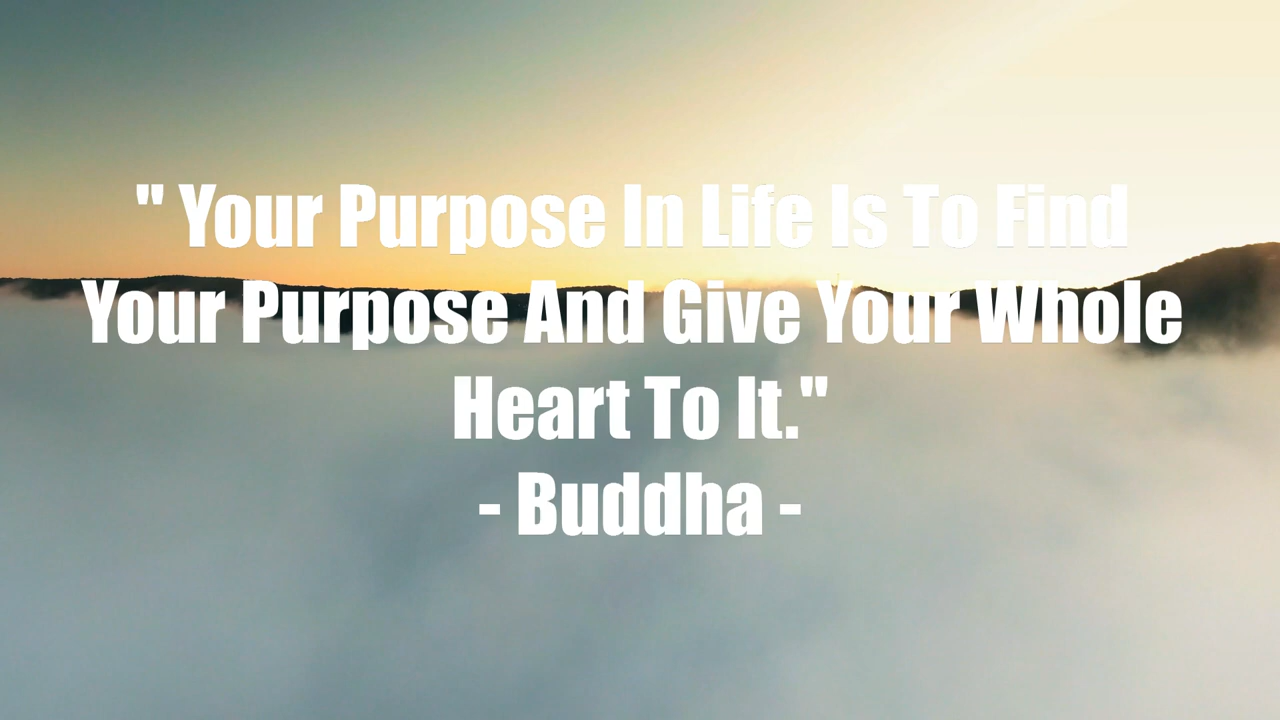 " Your Purpose In Life Is To Find
Your Purpose And Give Your Whole
Heart To It."
- Buddha -